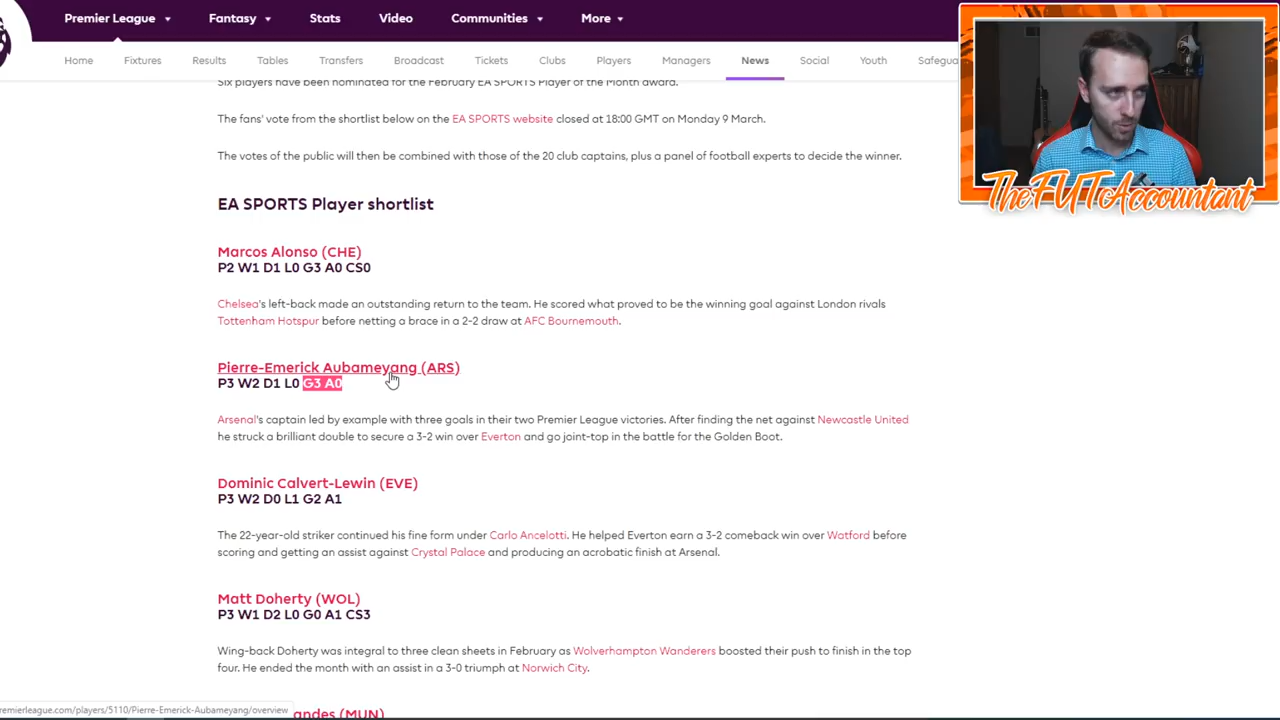 Premier League Fantasy Stats Video Communities More
Home Fixtures Results Tables Transfers Broadcast Tickets Clubs Players Managers News Social Youth Safegua
Six players have been nominated for the February EA SPORTS Player of the Month award.
The fans' vote from the shortlist below on the EA SPORTS website closed at 18:00 GMT on Monday 9 March.
The votes of the public will then be combined with those of the 20 club captains, plus a panel of football experts to decide the winner.
TheFUTAccountant
EA SPORTS Player shortlist
Marcos Alonso (CHE)
P2 W1 D1 L0 G3 A0 CS0
Chelsea's left-back made an outstanding return to the team. He scored what proved to be the winning goal against London rivals
Tottenham Hotspur before netting a brace in a 2-2 draw at AFC Bournemouth.
Pierre-Emerick Aubameyang (ARS)
P3 W2 D1 L0 G3 A0
Arsenal's captain led by example with three goals in their two Premier League victories. After finding the net against Newcastle United
he struck a brilliant double to secure a 3-2 win over Everton and go joint-top in the battle for the Golden Boot.
Dominic Calvert-Lewin (EVE)
P3 W2 D0 L1 G2 A1
The 22-year-old striker continued his fine form under Carlo Ancelotti. He helped Everton earn a 3-2 comeback win over Watford before
scoring and getting an assist against Crystal Palace and producing an acrobatic finish at Arsenal.
Matt Doherty (WOL)
P3 W1 D2 L0 G0 A1 CS3
Wing-back Doherty was integral to three clean sheets in February as Wolverhampton Wanderers boosted their push to finish in the top
four. He ended the month with an assist in a 3-0 triumph at Norwich City.
remierleague.com/players/5110/Pierre-Emerick-Aubameyang/overview
andes (MUN)